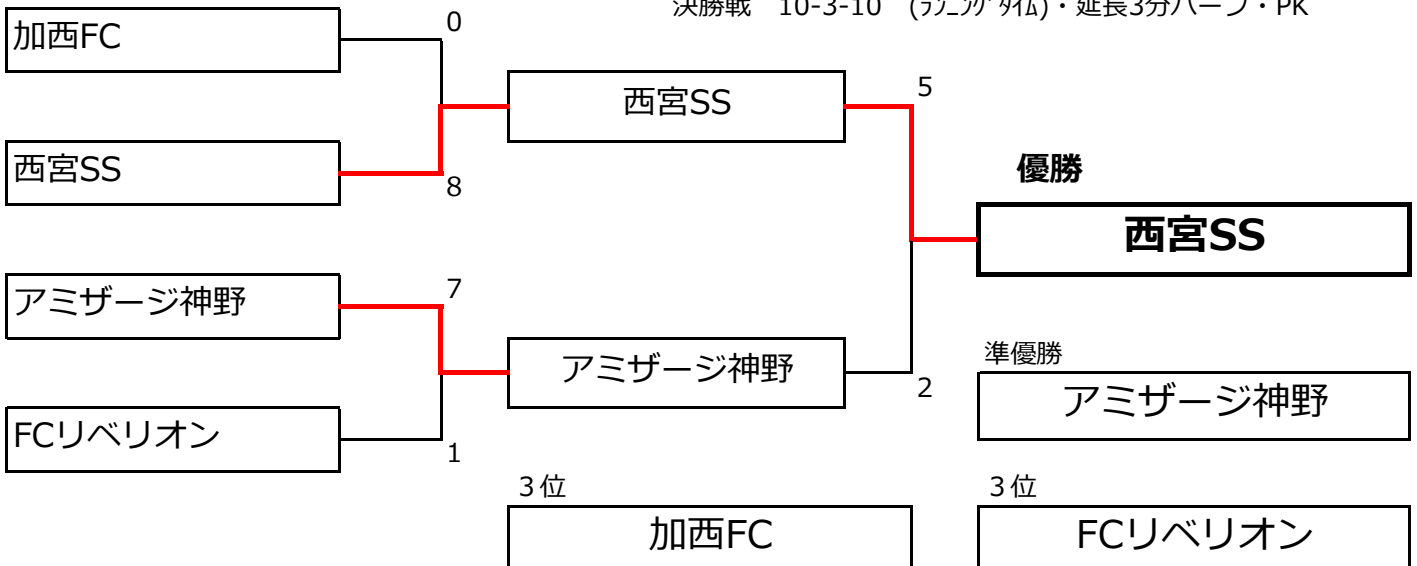 決勝戦　10-3-10　(ﾗﾝﾆﾝｸﾞﾀｲﾑ)・延長3分ハーフ・PK
加西FC
0
西宮SS
5
西宮SS
8
優勝
西宮SS
アミザージ神野
7
アミザージ神野
2
準優勝
アミザージ神野
FCリベリオン
1
３位
加西FC
３位
FCリベリオン